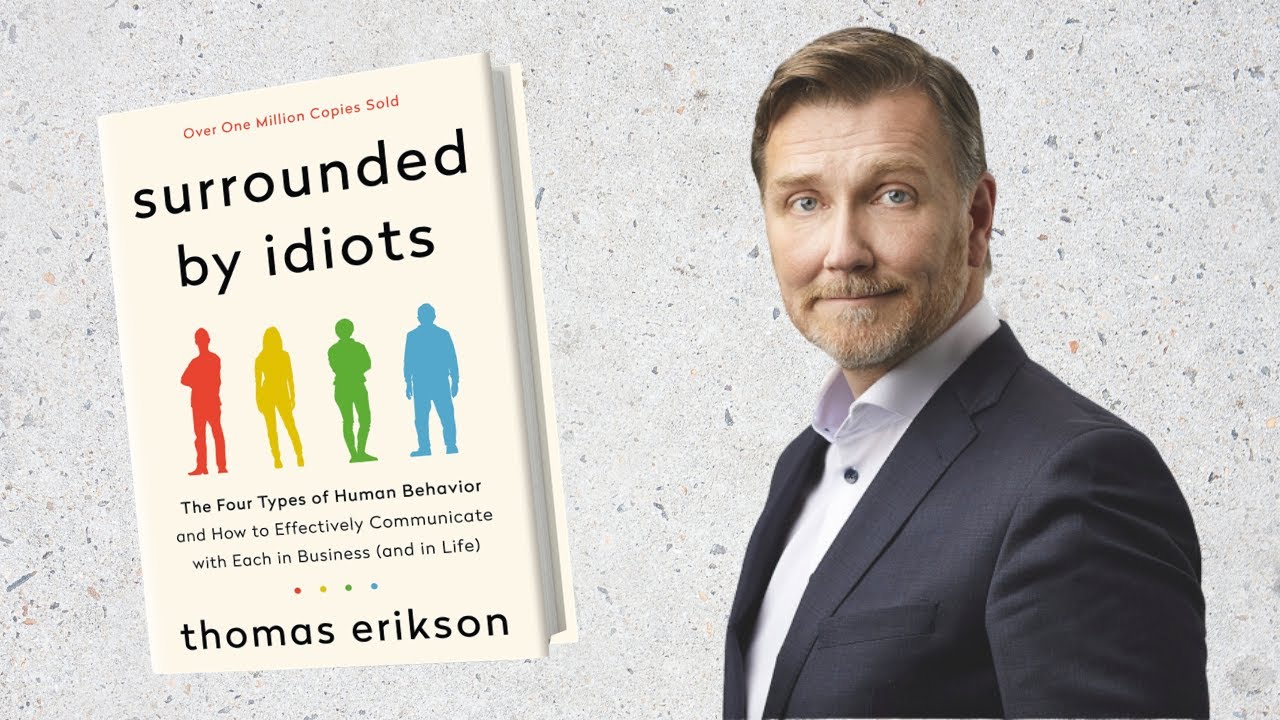 Over One Million Copies Sold
surrounded
by idiots
The Four Types of Human Behavior
and How to Effectively Communicate
with Each in Business (and in Life)
thomas erikson